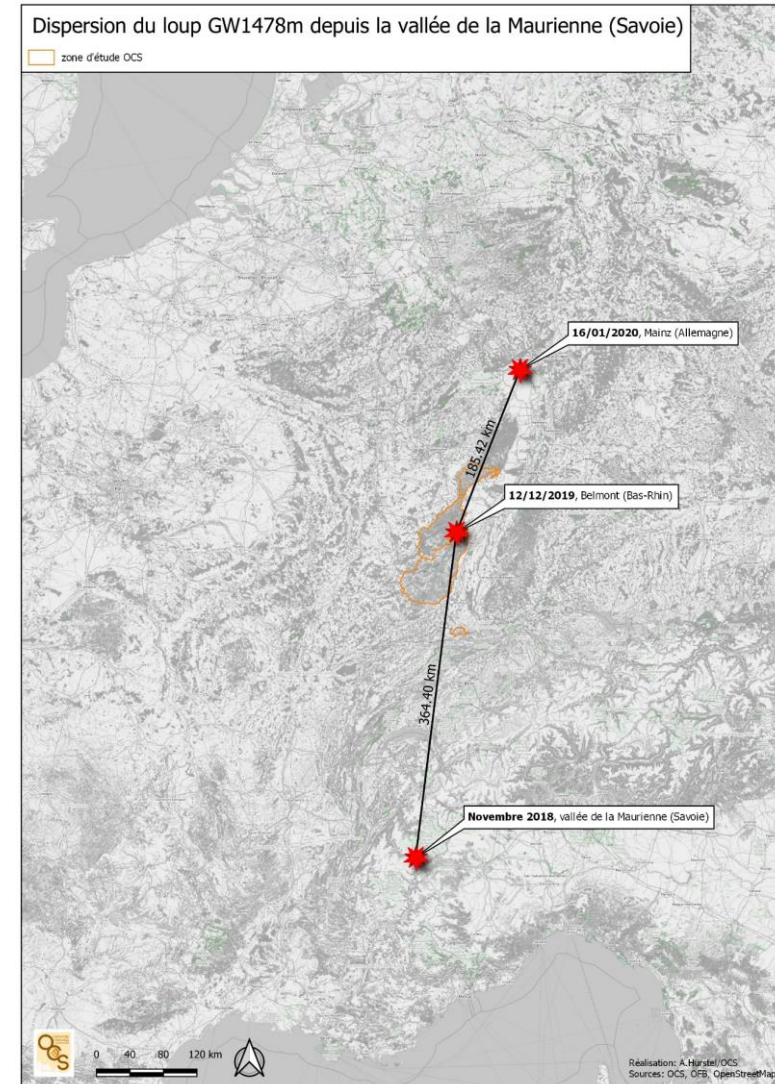 Dispersion du loup GW1478m depuis la vallée de la Maurienne (Savoie)
zone d'étude OCS
16/01/2020, Mainz (Allemagne)
185.42 km
12/12/2019, Belmont (Bas-Rhin)
364.40 km
Novembre 2018, vallée de la Maurienne (Savoie)
OCS
0 40 80 120 km
Réalisation: A.Hurstel/OCS
Sources: OCS, OFB, OpenStreetMap